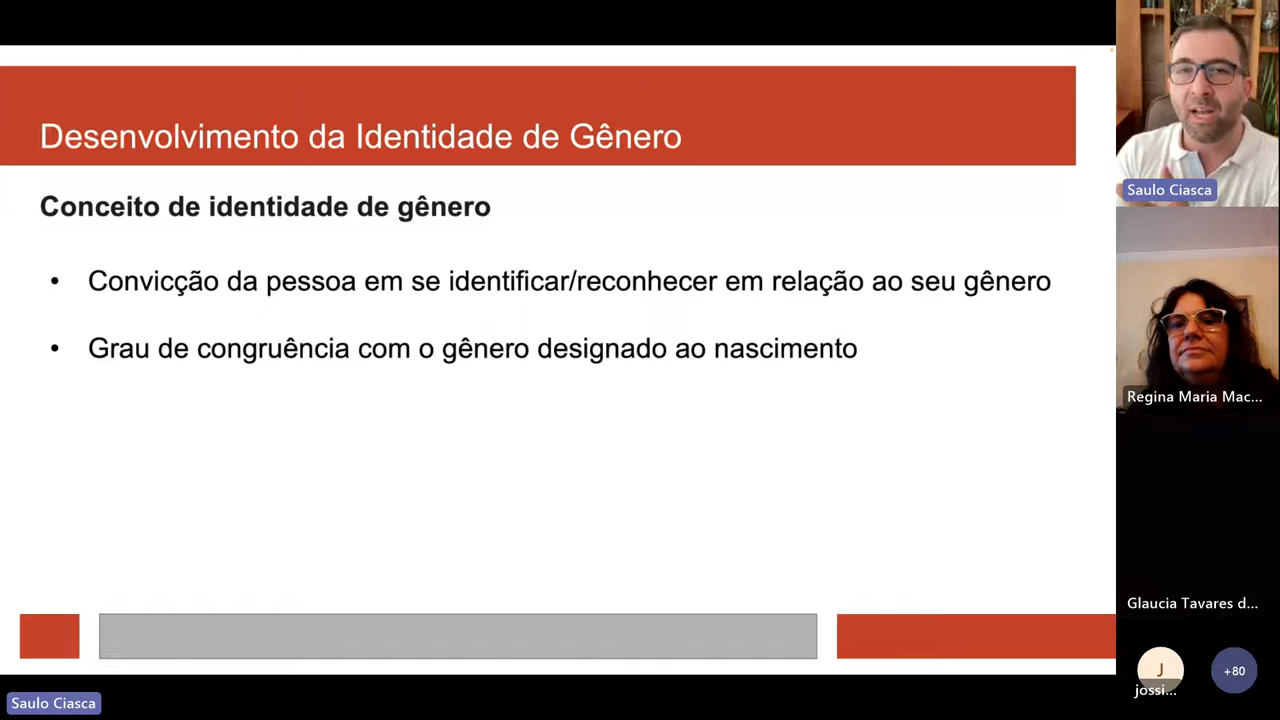 Desenvolvimento da Identidade de Gênero
Conceito de identidade de gênero
• Convicção da pessoa em se identificar/reconhecer em relação ao seu gênero
• Grau de congruência com o gênero designado ao nascimento
Saulo Ciasca
Regina Maria Mac...
Glaucia Tavares d...
J
jossi...
+80
Saulo Ciasca